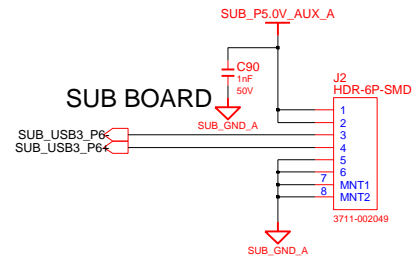 SUB_P5.0V_AUX_A
C90
1nF
50V
SUB BOARD
SUB_GND_A
J2
HDR-6P-SMD
1
2
SUB_USB3_P6- 3
SUB_USB3_P6+ 4
5
6
7 MNT1
8 MNT2
3711-002049
SUB_GND_A